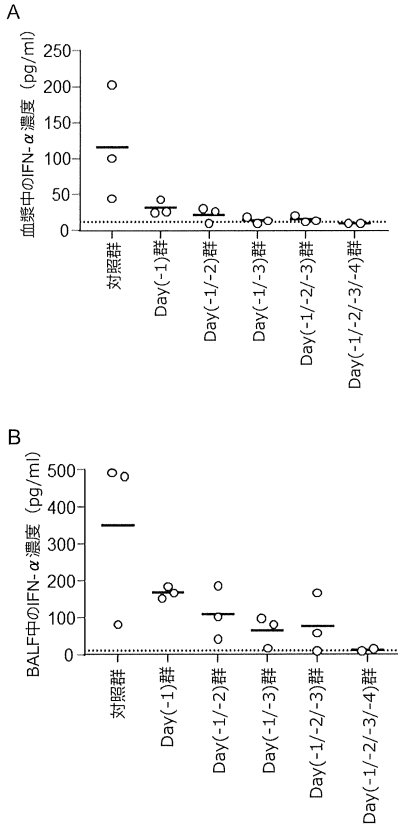 A
血漿中のIFN-α濃度 (pg/ml)
250
200
150
100
50
0
対照群
Day(-1)群
Day(-1/-2)群
Day(-1/-3)群
Day(-1/-2/-3)群
Day(-1/-2/-3/-4)群
B
BALF中のIFN-α濃度 (pg/ml)
500
400
300
200
100
0
対照群
Day(-1)群
Day(-1/-2)群
Day(-1/-3)群
Day(-1/-2/-3)群
Day(-1/-2/-3/-4)群